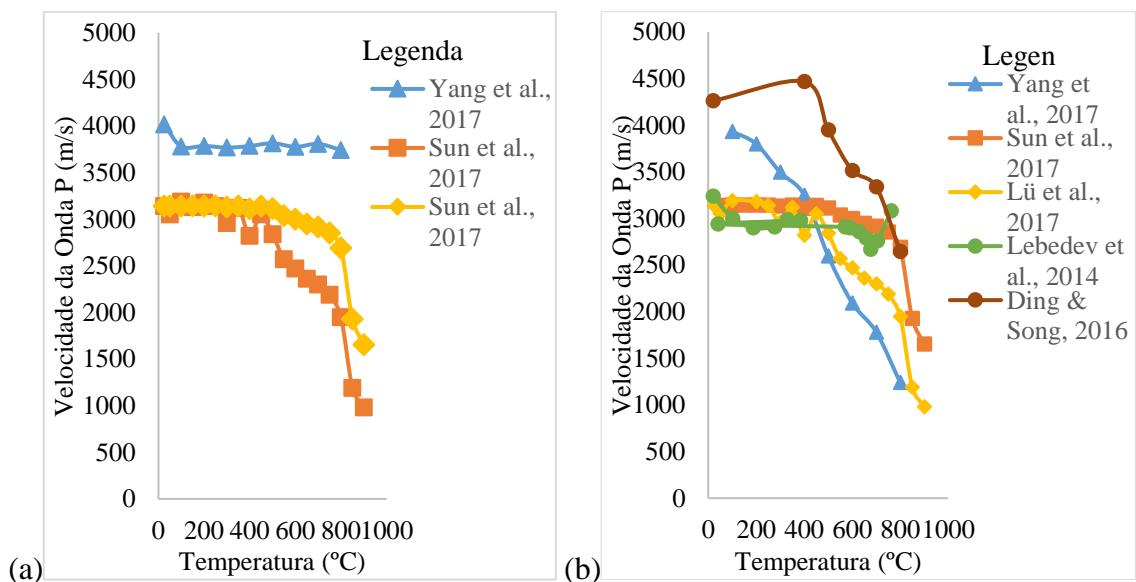 5000
4500
4000
3500
3000
2500
2000
1500
1000
500
0
Velocidade da Onda P (m/s)
Legenda
Yang et al.,
2017
Sun et al.,
2017
Sun et al.,
2017
0 200 400 600 800 1000
Temperatura (ºC)
(a)
5000
4500
4000
3500
3000
2500
2000
1500
1000
500
0
Velocidade da Onda P (m/s)
Legen
Yang et
al., 2017
Sun et al.,
2017
Lü et al.,
2017
Lebedev et
al., 2014
Ding &
Song, 2016
0 200 400 600 800 1000
Temperatura (ºC)
(b)